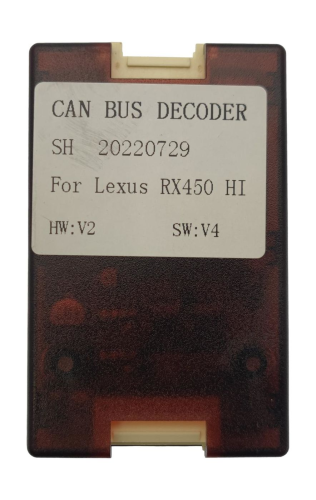 CAN BUS DECODER
SH 20220729
For Lexus RX450 HI
HW:V2 SW:V4